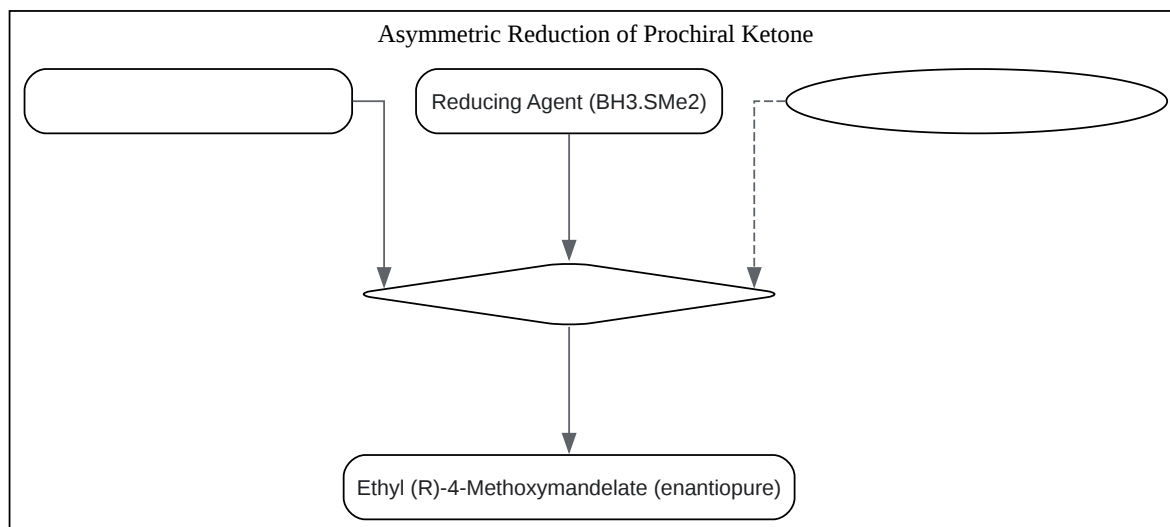 Asymmetric Reduction of Prochiral Ketone
Reducing Agent (BH3.SMe2)
Ethyl (R)-4-Methoxymandelate (enantiopure)